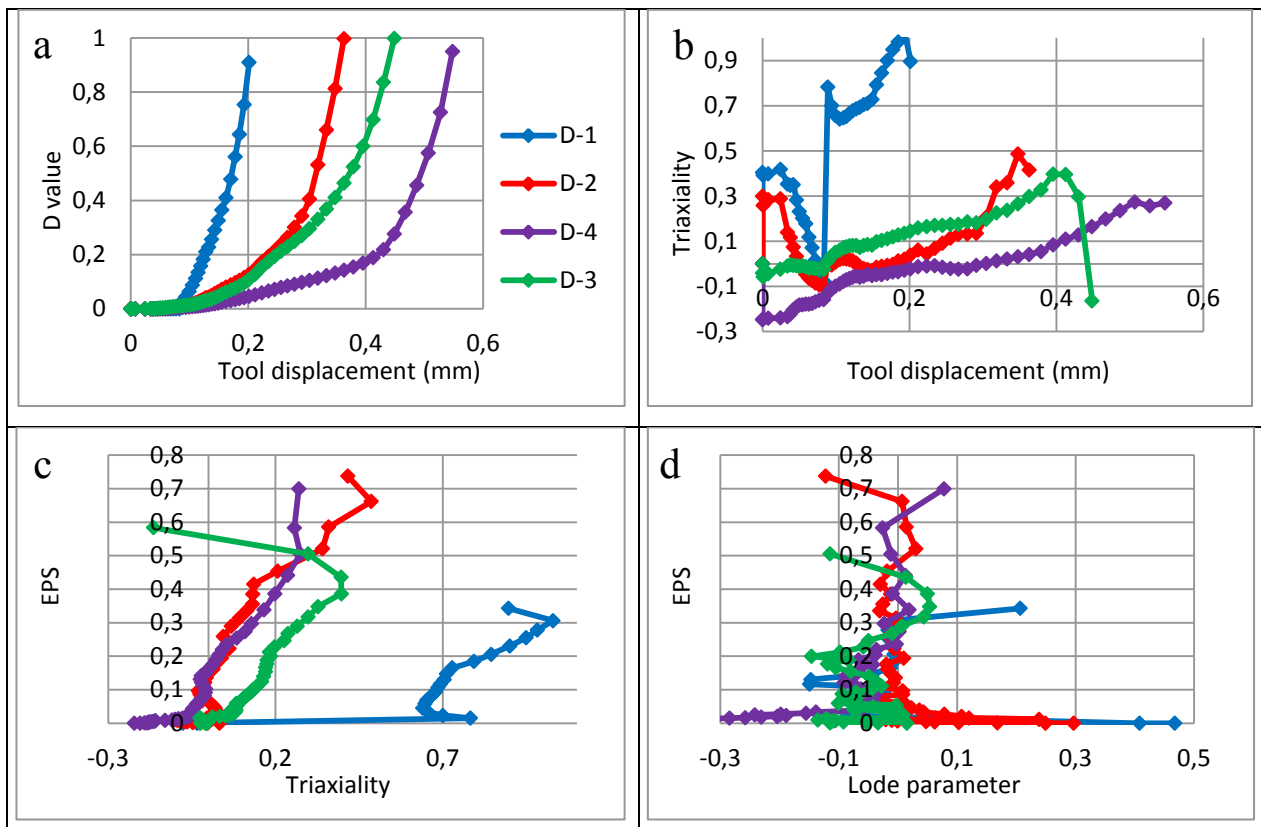 a
D value
1
0,8
0,6
0,4
0,2
0
0 0,2 0,4 0,6
Tool displacement (mm)
D-1
D-2
D-4
D-3
b
Triaxiality
0,9
0,7
0,5
0,3
0,1
-0,1
-0,3
0 0,2 0,4 0,6
Tool displacement (mm)
c
EPS
0,8
0,7
0,6
0,5
0,4
0,3
0,2
0,1
0
-0,3 0,2 0,7
Triaxiality
d
EPS
0,8
0,7
0,6
0,5
0,4
0,3
0,2
0,1
0
-0,3 -0,1 0,1 0,3 0,5
Lode parameter